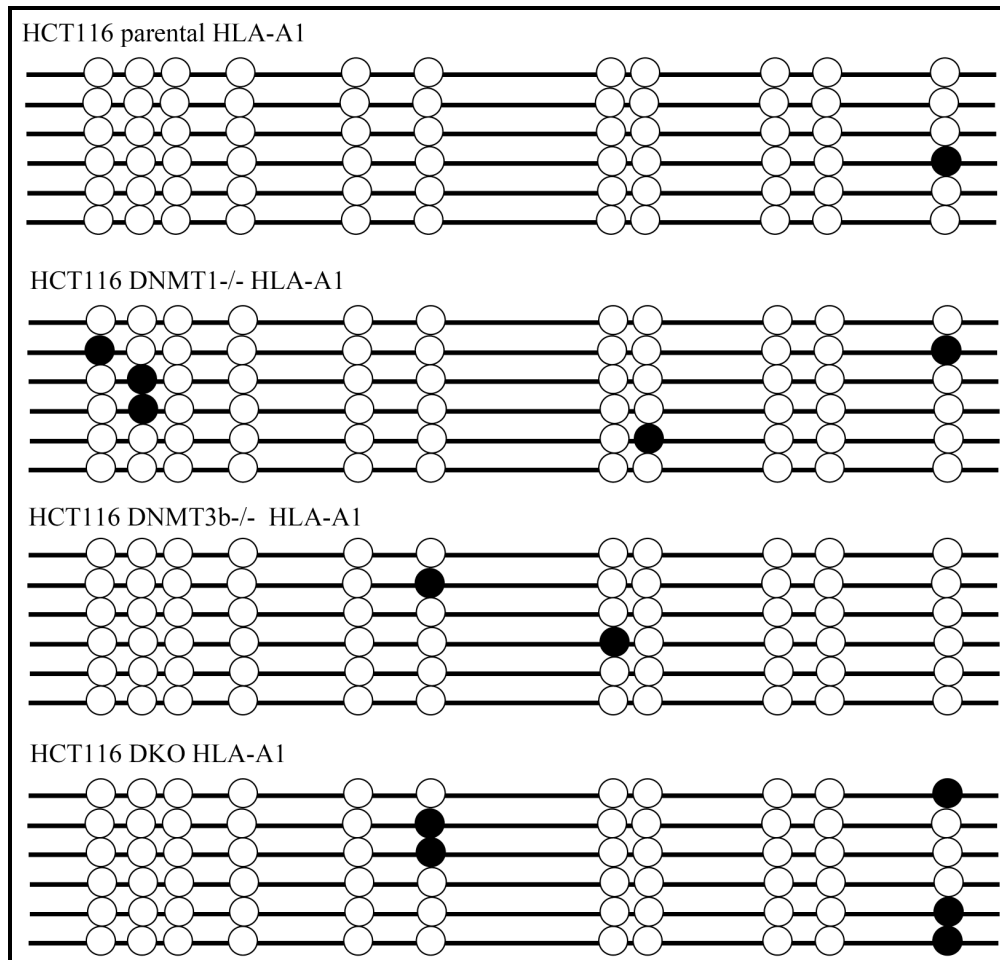 HCT116 parental HLA-A1
HCT116 DNMT1-/- HLA-A1
HCT116 DNMT3b-/-  HLA-A1
HCT116 DKO HLA-A1